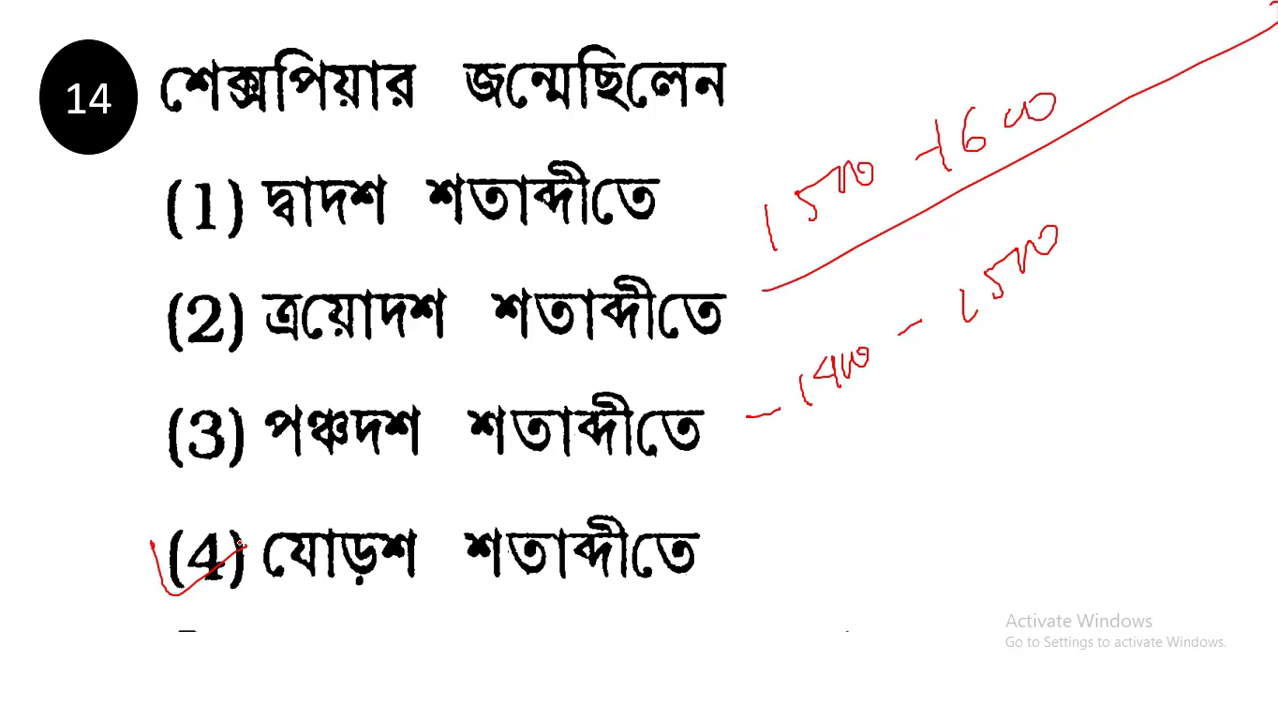 14 শেক্সপিয়ার জন্মেছিলেন
(1) দ্বাদশ শতাব্দীতে
1500 - 1600
(2) ত্রয়োদশ শতাব্দীতে
(3) পঞ্চদশ শতাব্দীতে - 1400 - 1500
(4) যোড়শ শতাব্দীতে
Activate Windows
Go to Settings to activate Windows.